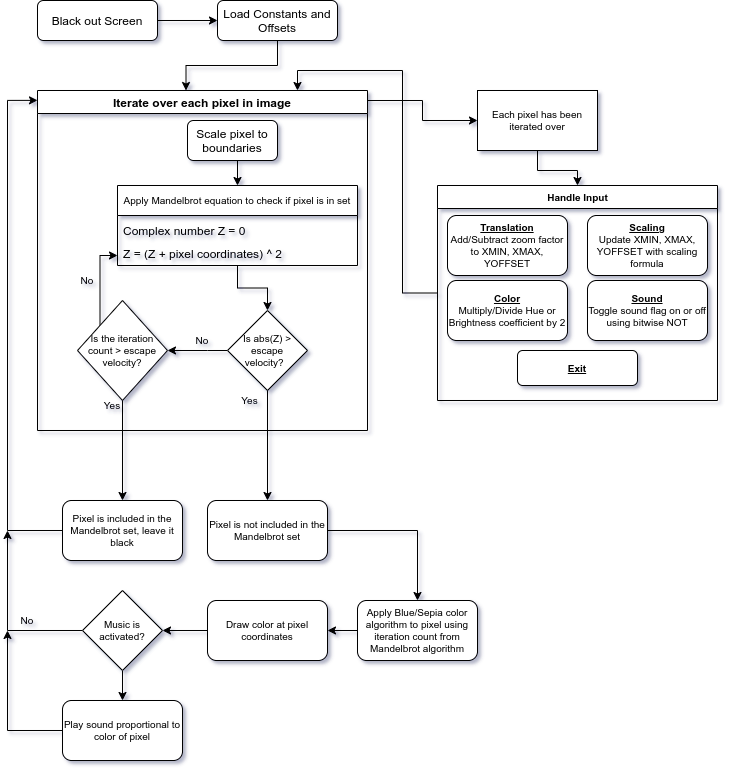 Black out Screen
Load Constants and
Offsets
Iterate over each pixel in image
Scale pixel to
boundaries
Apply Mandelbrot equation to check if pixel is in set
Complex number Z = 0
Z = (Z + pixel coordinates) ^ 2
No
Is the iteration
count > escape
velocity?
No
Is abs(Z) >
escape
velocity?
Yes
Yes
Each pixel has been
iterated over
Handle Input
Translation
Add/Subtract zoom factor
to XMIN, XMAX,
YOFFSET
Scaling
Update XMIN, XMAX,
YOFFSET with scaling
formula
Color
Multiply/Divide Hue or
Brightness coefficient by 2
Sound
Toggle sound flag on or off
using bitwise NOT
Exit
Pixel is included in the
Mandelbrot set, leave it
black
Pixel is not included in the
Mandelbrot set
No
Music is
activated?
Draw color at pixel
coordinates
Apply Blue/Sepia color
algorithm to pixel using
iteration count from
Mandelbrot algorithm
Play sound proportional to
color of pixel